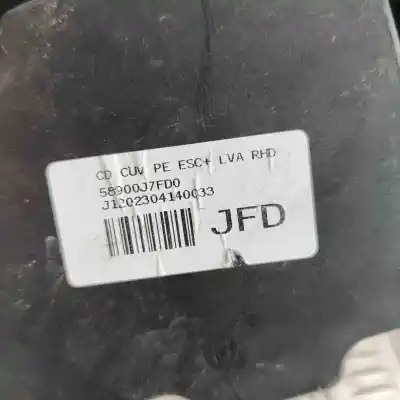 CD CUV PE ESC+ LVA RHD
58900J7FD0
J1202304140033
JFD